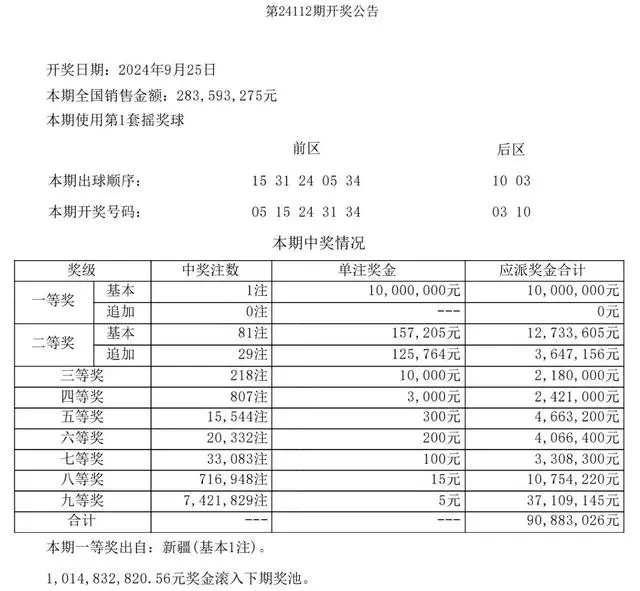 第24112期开奖公告
开奖日期：2024年9月25日
本期全国销售金额：283,593,275元
本期使用第1套摇奖球
前区 后区
本期出球顺序： 15 31 24 05 34 10 03
本期开奖号码： 05 15 24 31 34 03 10
本期中奖情况
奖级 中奖注数 单注奖金 应派奖金合计
一等奖 基本 1注 10,000,000元 10,000,000元
追加 0注 --- 0元
二等奖 基本 81注 157,205元 12,733,605元
追加 29注 125,764元 3,647,156元
三等奖 218注 10,000元 2,180,000元
四等奖 807注 3,000元 2,421,000元
五等奖 15,544注 300元 4,663,200元
六等奖 20,332注 200元 4,066,400元
七等奖 33,083注 100元 3,308,300元
八等奖 716,948注 15元 10,754,220元
九等奖 7,421,829注 5元 37,109,145元
合计 --- --- 90,883,026元
本期一等奖出自：新疆(基本1注)。
1,014,832,820.56元奖金滚入下期奖池。